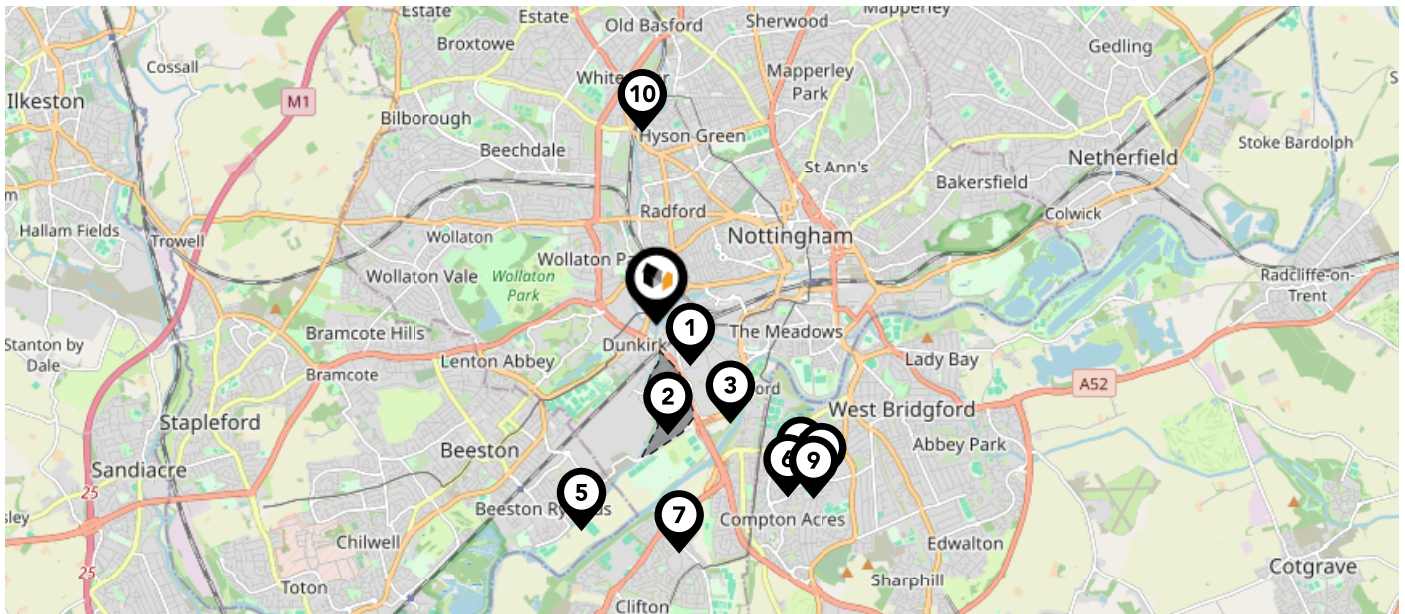 Estate
Estate
Old Basford
Sherwood
Mapperley
Broxtowe
Gedling
Cossall
Mapperley
Park
Ilkeston
M1
10
Bilborough
Hyson Green
Stoke Bardolph
Beechdale
St Ann's
Netherfield
Bakersfield
Radford
Colwick
Hallam Fields
Trowell
Wollaton
Nottingham
Wollaton Vale
Wollaton
Park
Radcliffe-on-
Trent
1
The Meadows
Stanton by
Dale
Bramcote Hills
Dunkirk
Lenton Abbey
Lady Bay
Bramcote
2
3
A52
Stapleford
West Bridgford
Beeston
Abbey Park
6
9
Sandiacre
25
5
7
Compton Acres
Chilwell
Edwalton
25
Toton
Sharphill
Cotgrave
Clifton